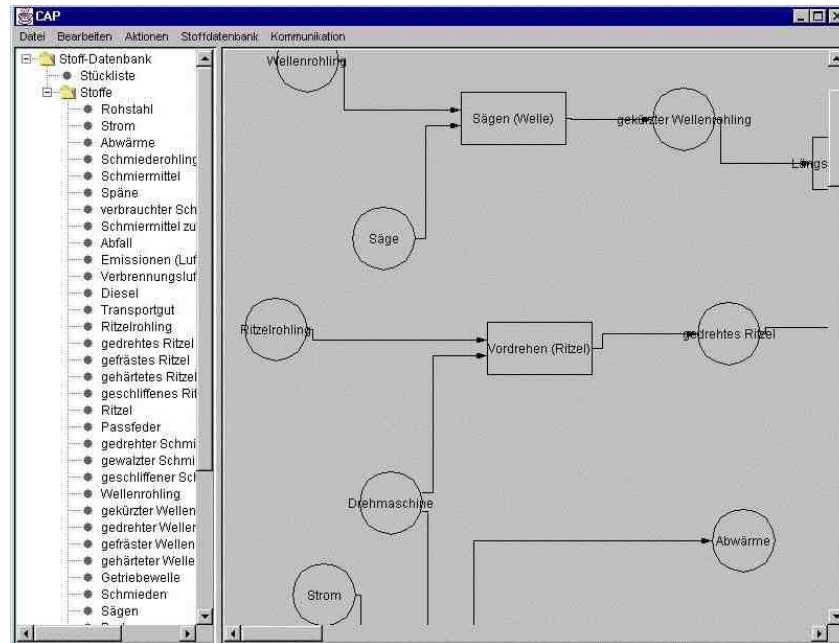 CAP
Datei Bearbeiten Aktionen Stoffdatenbank Kommunikation
Stoff-Datenbank
Stückliste
Stoffe
Rohstahl
Strom
Abwärme
Schmiederohling
Schmiermittel
Späne
verbrauchter Sch
Schmiermittel zu
Abfall
Emissionen (Luf
Verbrennungsluf
Diesel
Transportgut
Ritzelrohling
gedrehtes Ritzel
gefrästes Ritzel
gehärtetes Ritzel
geschliffenes Rit
Ritzel
Passfeder
gedrehter Schmi
gewalzter Schmi
geschliffener Sch
Wellenrohling
gekürzter Wellen
gedrehter Wellen
gefräster Wellen
gehärteter Welle
Getriebewelle
Schmieden
Sägen
Wellenrohling
Sägen (Welle)
gekürzter Wellenrohling
Längs
Säge
Ritzelrohling
Vordrehen (Ritzel)
gedrehtes Ritzel
Drehmaschine
Abwärme
Strom